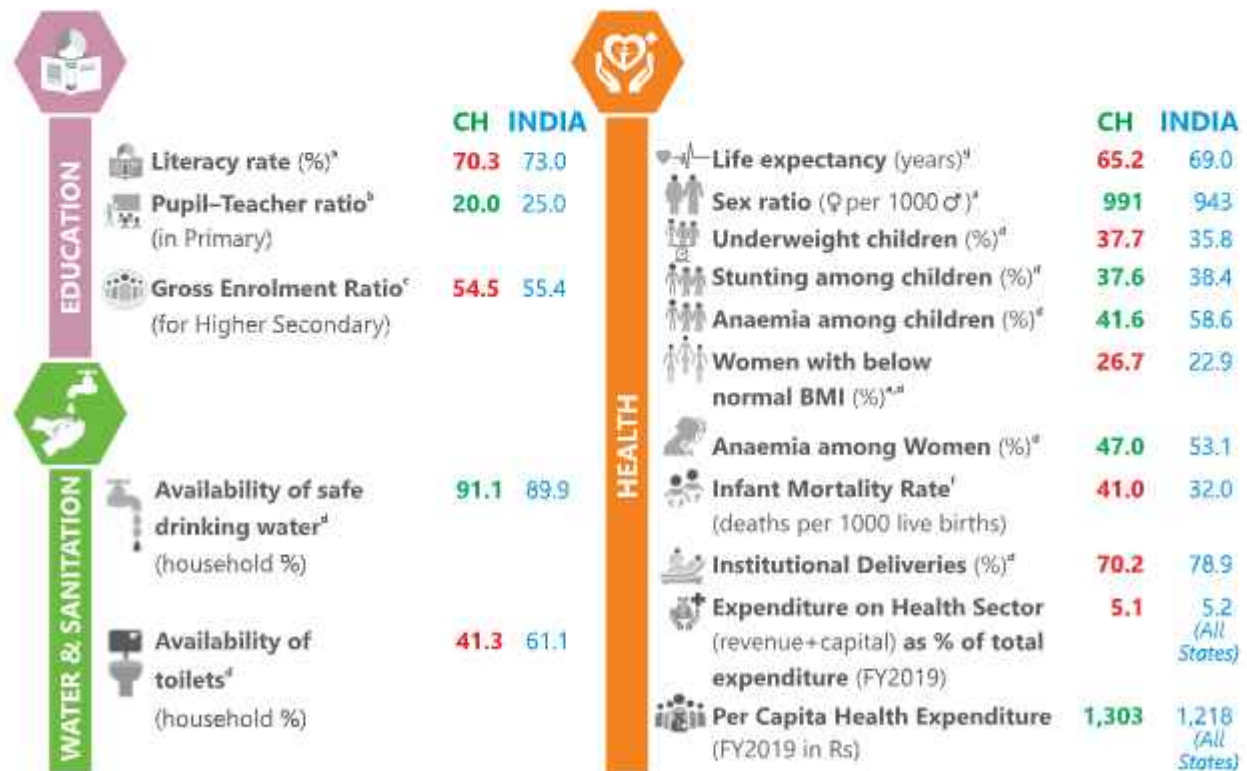 CH INDIA
EDUCATION
Literacy rate (%)ᵃ 70.3 73.0
Pupil–Teacher ratioᵇ 20.0 25.0
(in Primary)
Gross Enrolment Ratioᶜ 54.5 55.4
(for Higher Secondary)
WATER & SANITATION
Availability of safe 91.1 89.9
drinking waterᵈ
(household %)
Availability of 41.3 61.1
toiletsᵈ
(household %)
CH INDIA
HEALTH
Life expectancy (years) 65.2 69.0
Sex ratio (♀ per 1000 ♂)ᵃ 991 943
Underweight children (%)ᵈ 37.7 35.8
Stunting among children (%)ᵈ 37.6 38.4
Anaemia among children (%)ᵈ 41.6 58.6
Women with below 26.7 22.9
normal BMI (%)ᵉ,ᵈ
Anaemia among Women (%)ᵈ 47.0 53.1
Infant Mortality Rateᶠ 41.0 32.0
(deaths per 1000 live births)
Institutional Deliveries (%)ᵈ 70.2 78.9
Expenditure on Health Sector 5.1 5.2
(revenue+capital) as % of total (All
expenditure (FY2019) States)
Per Capita Health Expenditure 1,303 1,218
(FY2019 in Rs) (All
States)